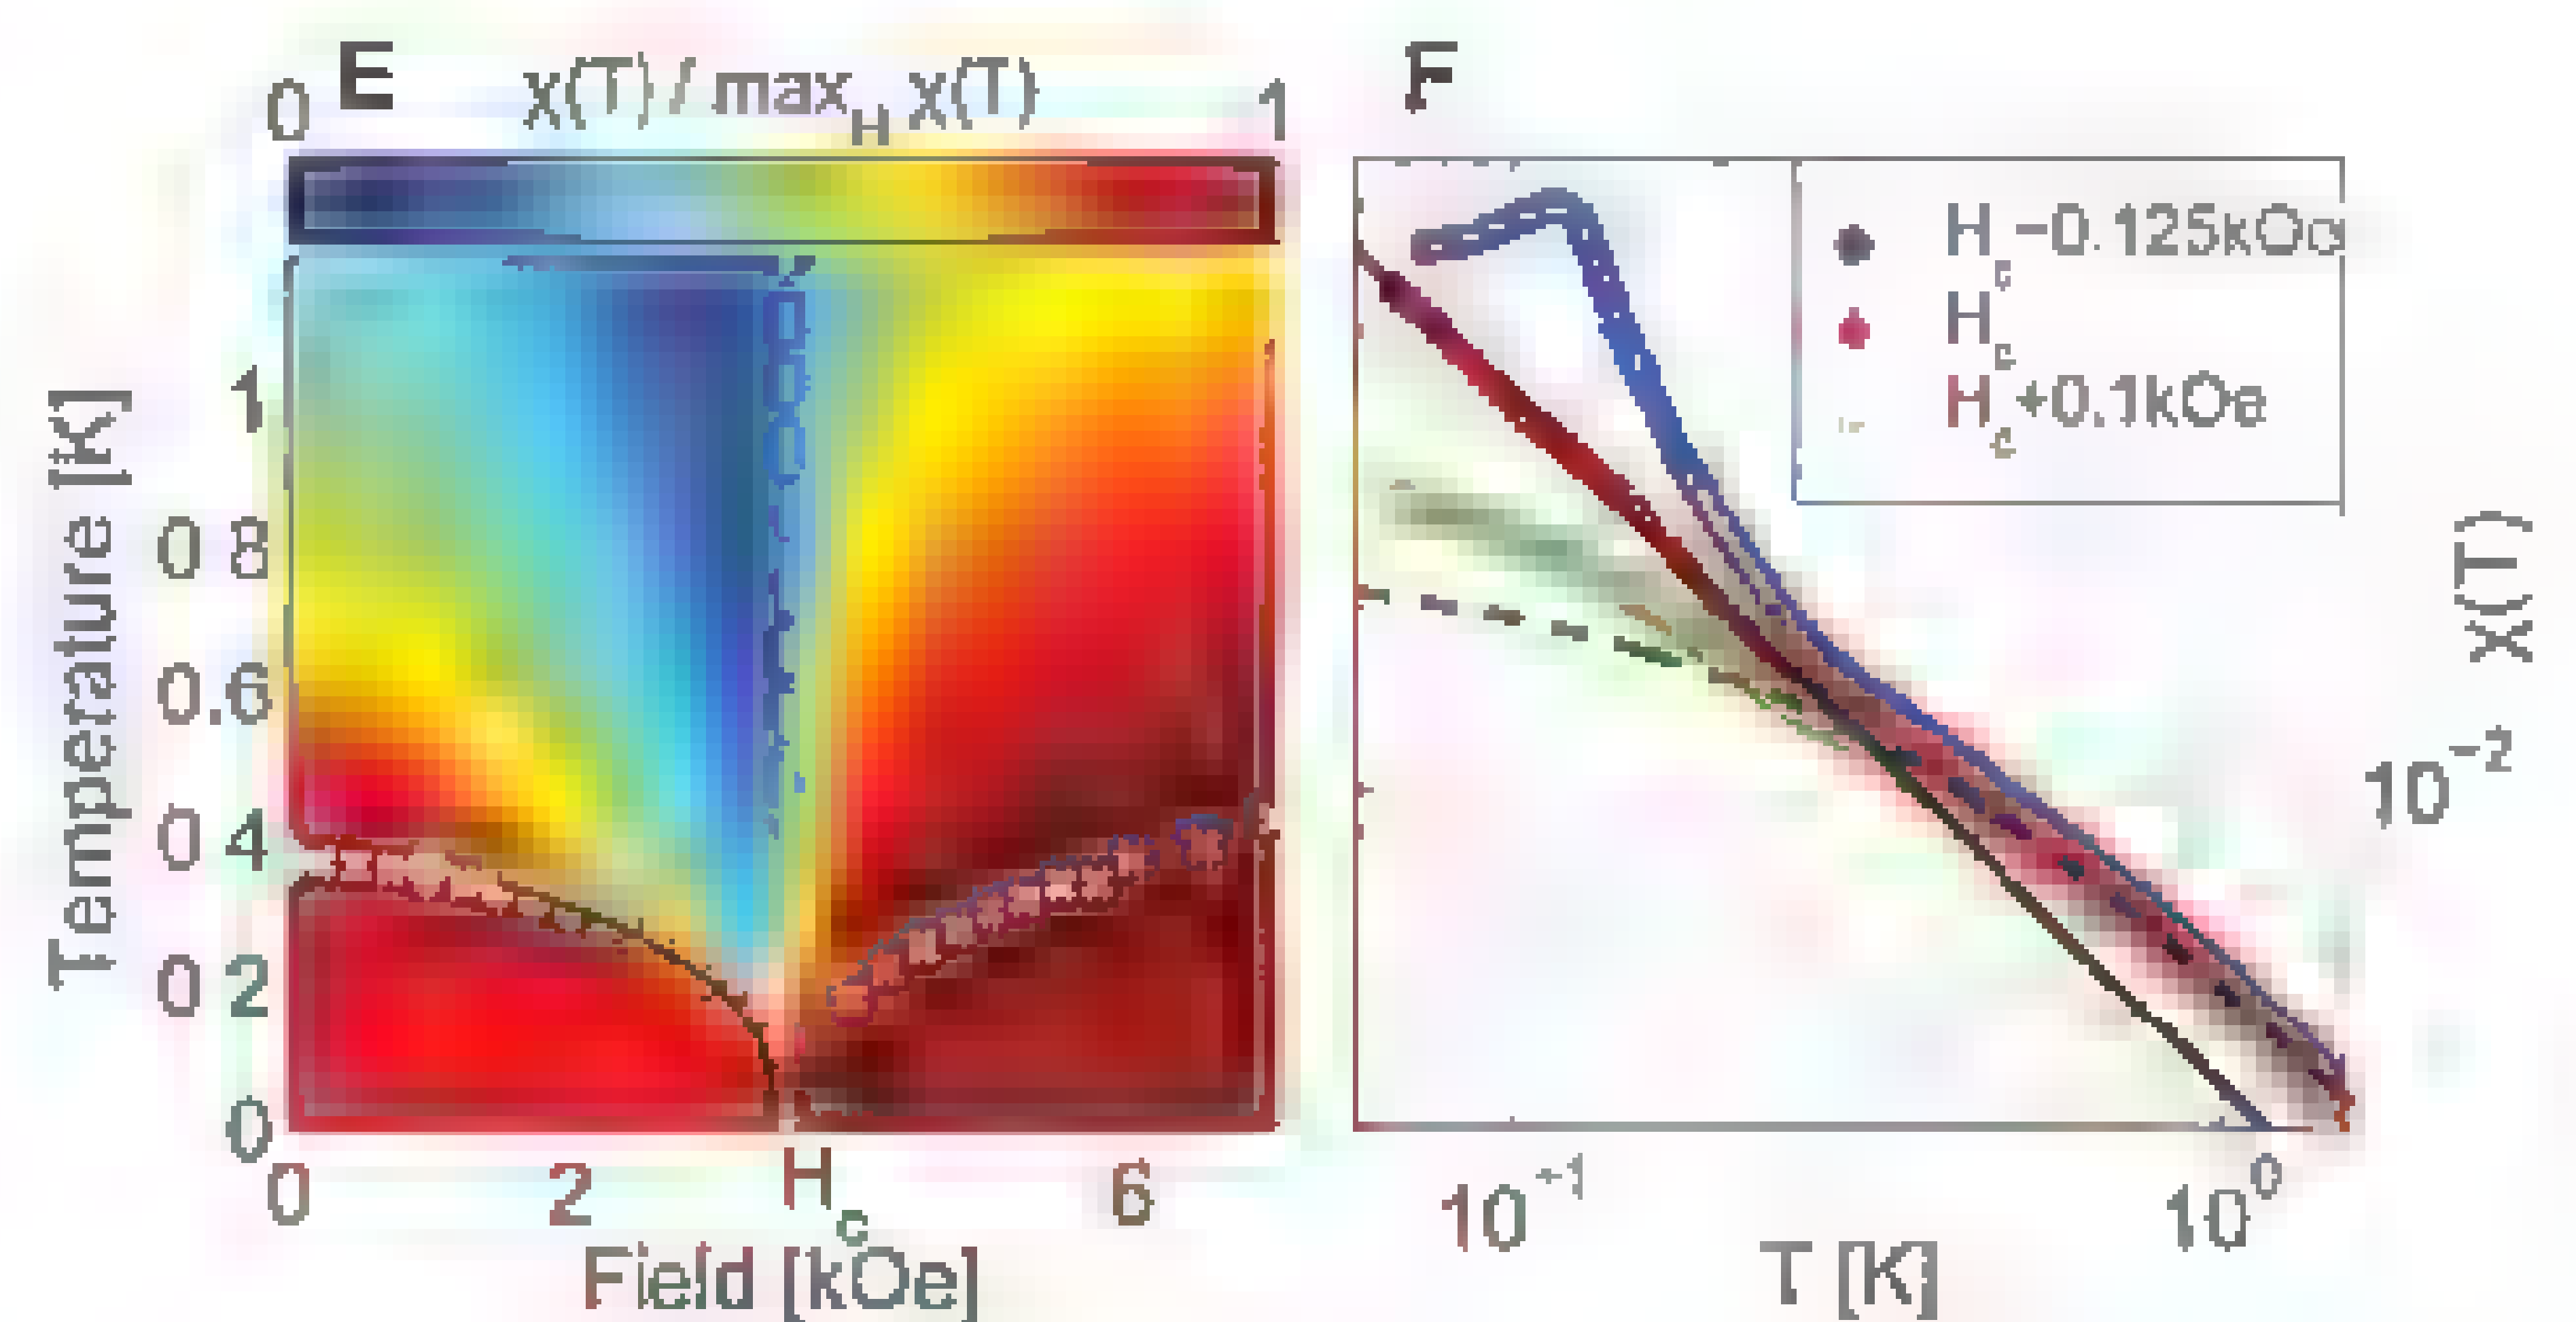 E
χ(T) / max_H χ(T)
0
1
Temperature [K]
1
0.8
0.6
0.4
0.2
0
0
2
H_c
6
Field [kOe]
F
H_c-0.125kOe
H_c
H_c+0.1kOe
χ(T)
10^-2
10^-1
10^0
T [K]